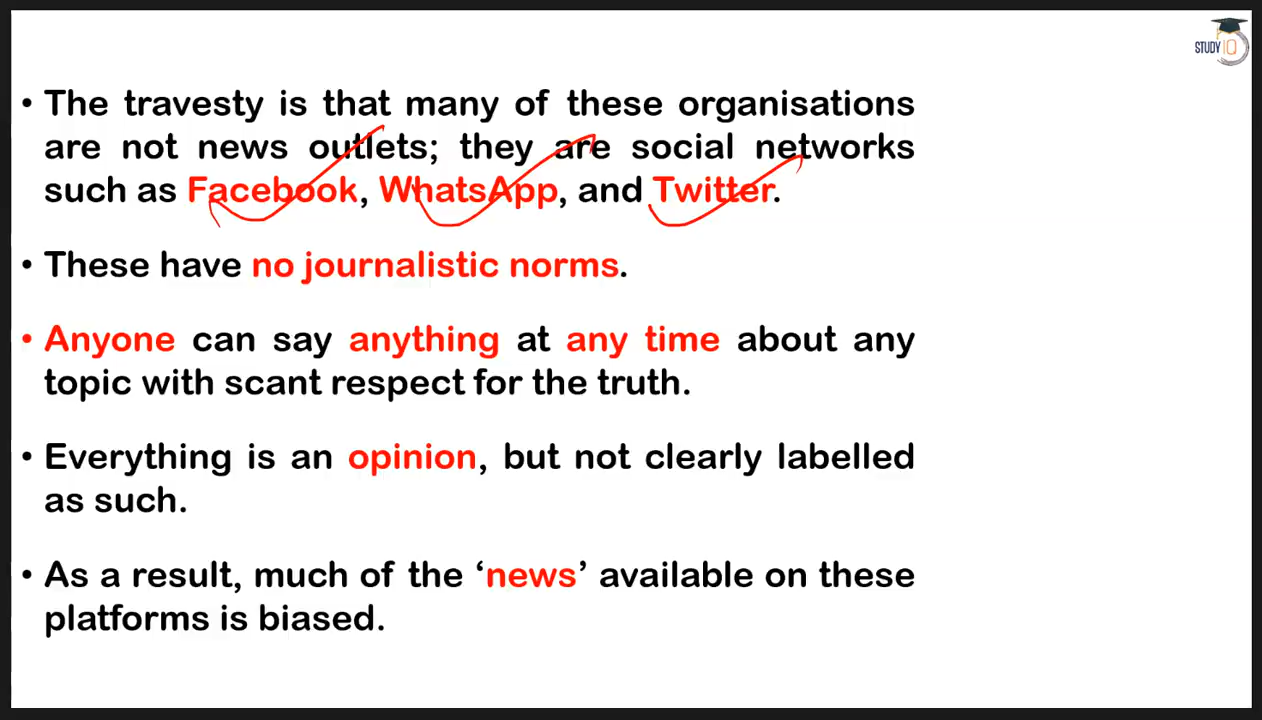 STUDY IQ
• The travesty is that many of these organisations
are not news outlets; they are social networks
such as Facebook, WhatsApp, and Twitter.
• These have no journalistic norms.
• Anyone can say anything at any time about any
topic with scant respect for the truth.
• Everything is an opinion, but not clearly labelled
as such.
• As a result, much of the ‘news’ available on these
platforms is biased.